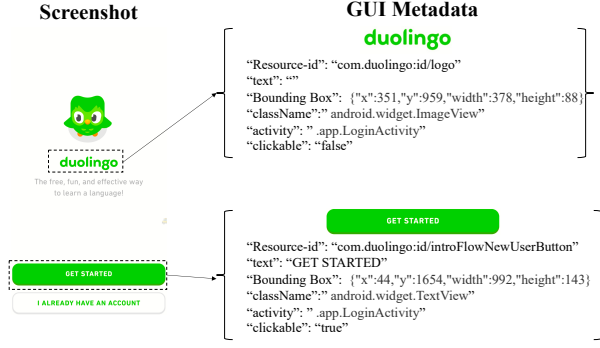 Screenshot
GUI Metadata
duolingo
The free, fun, and effective way
to learn a language!
GET STARTED
I ALREADY HAVE AN ACCOUNT
duolingo
“Resource-id”: “com.duolingo:id/logo”
“text”: “”
“Bounding Box”: {"x":351,"y":959,"width":378,"height":88}
“className”:” android.widget.ImageView”
“activity”: ” .app.LoginActivity”
“clickable”: “false”
GET STARTED
“Resource-id”: “com.duolingo:id/introFlowNewUserButton”
“text”: “GET STARTED”
“Bounding Box”: {"x":44,"y":1654,"width":992,"height":143}
“className”:” android.widget.TextView”
“activity”: ” .app.LoginActivity”
“clickable”: “true”